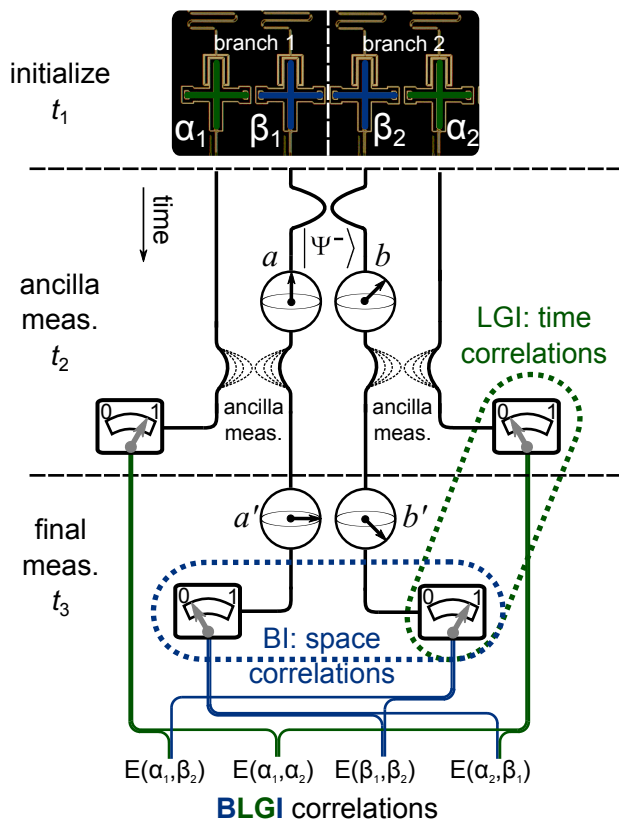 initialize
t₁
branch 1
branch 2
α₁
β₁
β₂
α₂
time
|Ψ⁻⟩
a
b
ancilla
meas.
t₂
LGI: time
correlations
ancilla
meas.
ancilla
meas.
0 1
0 1
final
meas.
t₃
a'
b'
0 1
0 1
BI: space
correlations
E(α₁,β₂)
E(α₁,α₂)
E(β₁,β₂)
E(α₂,β₁)
BLGI correlations